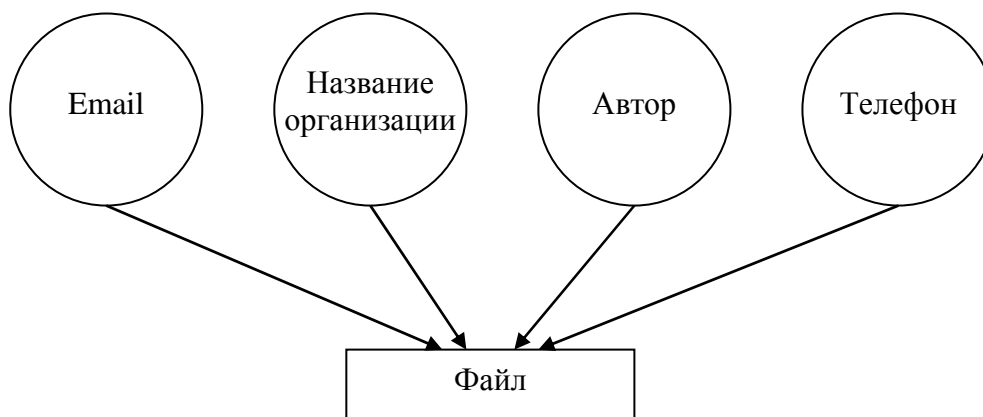 Email
Название
организации
Автор
Телефон
Файл